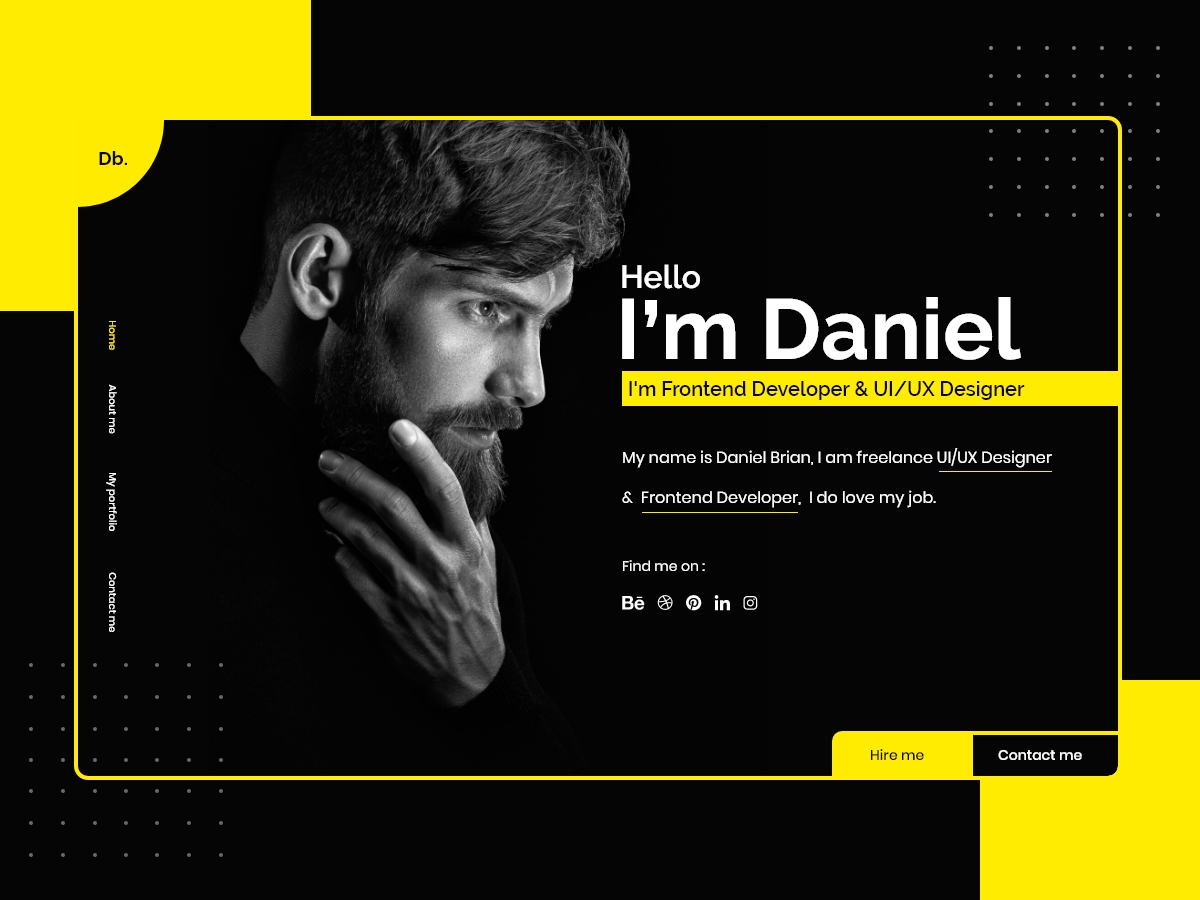 Db.
Home
About me
My portfolio
Contact me
Hello
I'm Daniel
I'm Frontend Developer & UI/UX Designer
My name is Daniel Brian, I am freelance UI/UX Designer
& Frontend Developer, I do love my job.
Find me on :
Bē in
Hire me
Contact me